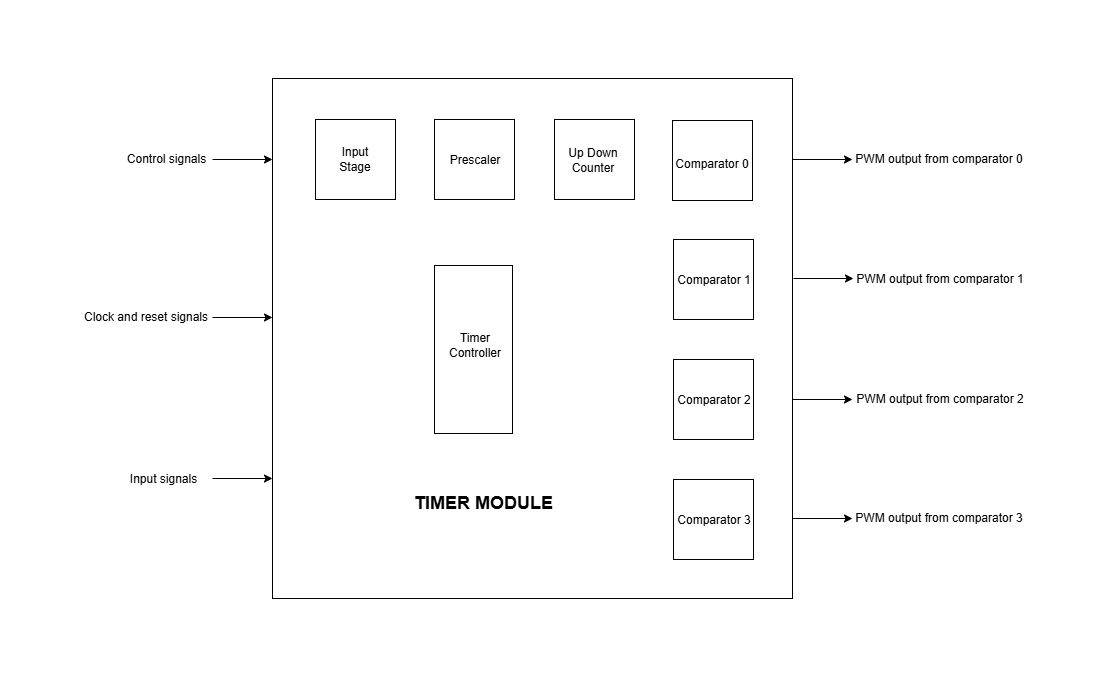 Control signals
Clock and reset signals
Input signals
Input
Stage
Prescaler
Up Down
Counter
Comparator 0
Comparator 1
Comparator 2
Comparator 3
Timer
Controller
TIMER MODULE
PWM output from comparator 0
PWM output from comparator 1
PWM output from comparator 2
PWM output from comparator 3